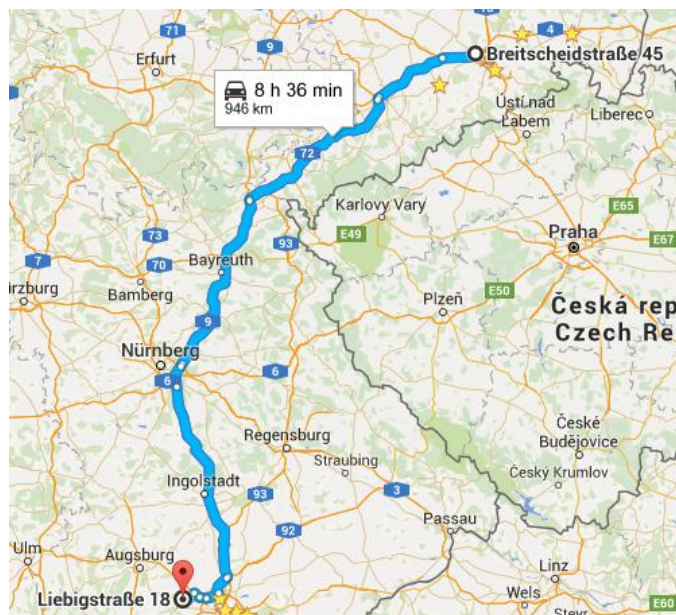 71
9
4
Breitscheidstraße 45
Erfurt
8 h 36 min
946 km
Ústí nad
Labem
Liberec
72
Karlovy Vary
E65
73
93
E49
Praha
E67
7
70
Bayreuth
E50
rzburg
Bamberg
Plzeň
Česká rep
Czech Re
9
Nürnberg
6
6
Regensburg
České
Budějovice
Straubing
Český Krumlov
Ingolstadt
93
3
92
Passau
Ulm
Augsburg
Linz
Liebigstraße 18
Wels
E60
Steyr